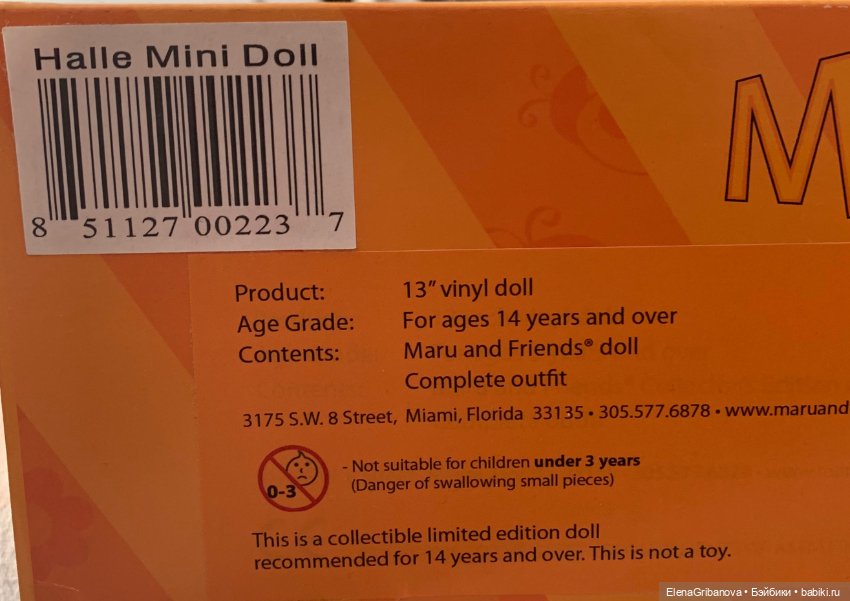 Halle Mini Doll
8 51127 00223 7
M
Product: 13" vinyl doll
Age Grade: For ages 14 years and over
Contents: Maru and Friends® doll
Complete outfit
3175 S.W. 8 Street, Miami, Florida 33135 • 305.577.6878 • www.maruand
0-3
- Not suitable for children under 3 years
(Danger of swallowing small pieces)
This is a collectible limited edition doll
recommended for 14 years and over. This is not a toy.
ElenaGribanova • Бэйбики • babiki.ru